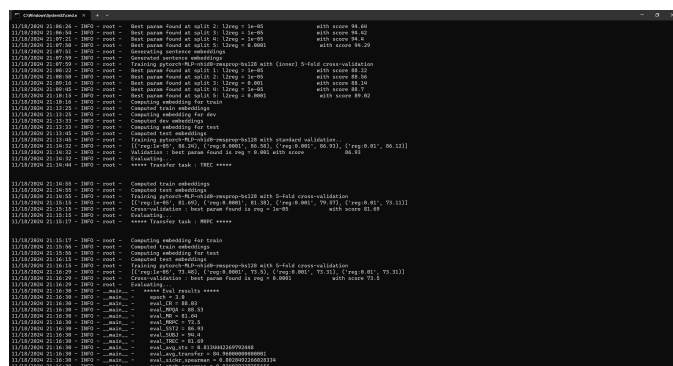 C:\Windows\System32\cmd.e
11/18/2024 21:06:26 - INFO - root - Best param found at split 2: l2reg = 1e-05 with score 94.64
11/18/2024 21:06:54 - INFO - root - Best param found at split 3: l2reg = 1e-05 with score 94.42
11/18/2024 21:07:21 - INFO - root - Best param found at split 4: l2reg = 1e-05 with score 94.4
11/18/2024 21:07:50 - INFO - root - Best param found at split 5: l2reg = 0.0001 with score 94.29
11/18/2024 21:07:51 - INFO - root - Generating sentence embeddings
11/18/2024 21:07:59 - INFO - root - Generated sentence embeddings
11/18/2024 21:07:59 - INFO - root - Training pytorch-MLP-nhid0-rmsprop-bs128 with (inner) 5-fold cross-validation
11/18/2024 21:08:22 - INFO - root - Best param found at split 1: l2reg = 1e-05 with score 88.22
11/18/2024 21:08:50 - INFO - root - Best param found at split 2: l2reg = 1e-05 with score 88.56
11/18/2024 21:09:16 - INFO - root - Best param found at split 3: l2reg = 0.001 with score 88.14
11/18/2024 21:09:45 - INFO - root - Best param found at split 4: l2reg = 1e-05 with score 88.7
11/18/2024 21:10:15 - INFO - root - Best param found at split 5: l2reg = 0.0001 with score 89.02
11/18/2024 21:10:16 - INFO - root - Computing embedding for train
11/18/2024 21:13:25 - INFO - root - Computed train embeddings
11/18/2024 21:13:25 - INFO - root - Computing embedding for dev
11/18/2024 21:13:33 - INFO - root - Computed dev embeddings
11/18/2024 21:13:33 - INFO - root - Computing embedding for test
11/18/2024 21:13:45 - INFO - root - Computed test embeddings
11/18/2024 21:13:45 - INFO - root - Training pytorch-MLP-nhid0-rmsprop-bs128 with standard validation..
11/18/2024 21:14:32 - INFO - root - [('reg:1e-05', 86.24), ('reg:0.0001', 86.58), ('reg:0.001', 86.93), ('reg:0.01', 86.12)]
11/18/2024 21:14:32 - INFO - root - Validation : best param found is reg = 0.001 with score 86.93
11/18/2024 21:14:32 - INFO - root - Evaluating...
11/18/2024 21:14:44 - INFO - root - ***** Transfer task : TREC *****
11/18/2024 21:14:55 - INFO - root - Computed train embeddings
11/18/2024 21:14:55 - INFO - root - Computed test embeddings
11/18/2024 21:14:55 - INFO - root - Training pytorch-MLP-nhid0-rmsprop-bs128 with 5-fold cross-validation
11/18/2024 21:15:15 - INFO - root - [('reg:1e-05', 81.69), ('reg:0.0001', 81.38), ('reg:0.001', 79.57), ('reg:0.01', 73.11)]
11/18/2024 21:15:15 - INFO - root - Cross-validation : best param found is reg = 1e-05 with score 81.69
11/18/2024 21:15:15 - INFO - root - Evaluating...
11/18/2024 21:15:17 - INFO - root - ***** Transfer task : MRPC *****
11/18/2024 21:15:17 - INFO - root - Computing embedding for train
11/18/2024 21:15:56 - INFO - root - Computed train embeddings
11/18/2024 21:15:56 - INFO - root - Computing embedding for test
11/18/2024 21:16:15 - INFO - root - Computed test embeddings
11/18/2024 21:16:15 - INFO - root - Training pytorch-MLP-nhid0-rmsprop-bs128 with 5-fold cross-validation
11/18/2024 21:16:29 - INFO - root - [('reg:1e-05', 73.48), ('reg:0.0001', 73.5), ('reg:0.001', 73.31), ('reg:0.01', 73.31)]
11/18/2024 21:16:29 - INFO - root - Cross-validation : best param found is reg = 0.0001 with score 73.5
11/18/2024 21:16:29 - INFO - root - Evaluating...
11/18/2024 21:16:30 - INFO - __main__ - ***** Eval results *****
11/18/2024 21:16:30 - INFO - __main__ - epoch = 3.0
11/18/2024 21:16:30 - INFO - __main__ - eval_CR = 88.03
11/18/2024 21:16:30 - INFO - __main__ - eval_MPQA = 88.53
11/18/2024 21:16:30 - INFO - __main__ - eval_MR = 81.64
11/18/2024 21:16:30 - INFO - __main__ - eval_MRPC = 73.5
11/18/2024 21:16:30 - INFO - __main__ - eval_SST2 = 86.93
11/18/2024 21:16:30 - INFO - __main__ - eval_SUBJ = 94.4
11/18/2024 21:16:30 - INFO - __main__ - eval_TREC = 81.69
11/18/2024 21:16:30 - INFO - __main__ - eval_avg_sts = 0.8130442269792448
11/18/2024 21:16:30 - INFO - __main__ - eval_avg_transfer = 84.96000000000001
11/18/2024 21:16:30 - INFO - __main__ - eval_sickr_spearman = 0.8028492266028334